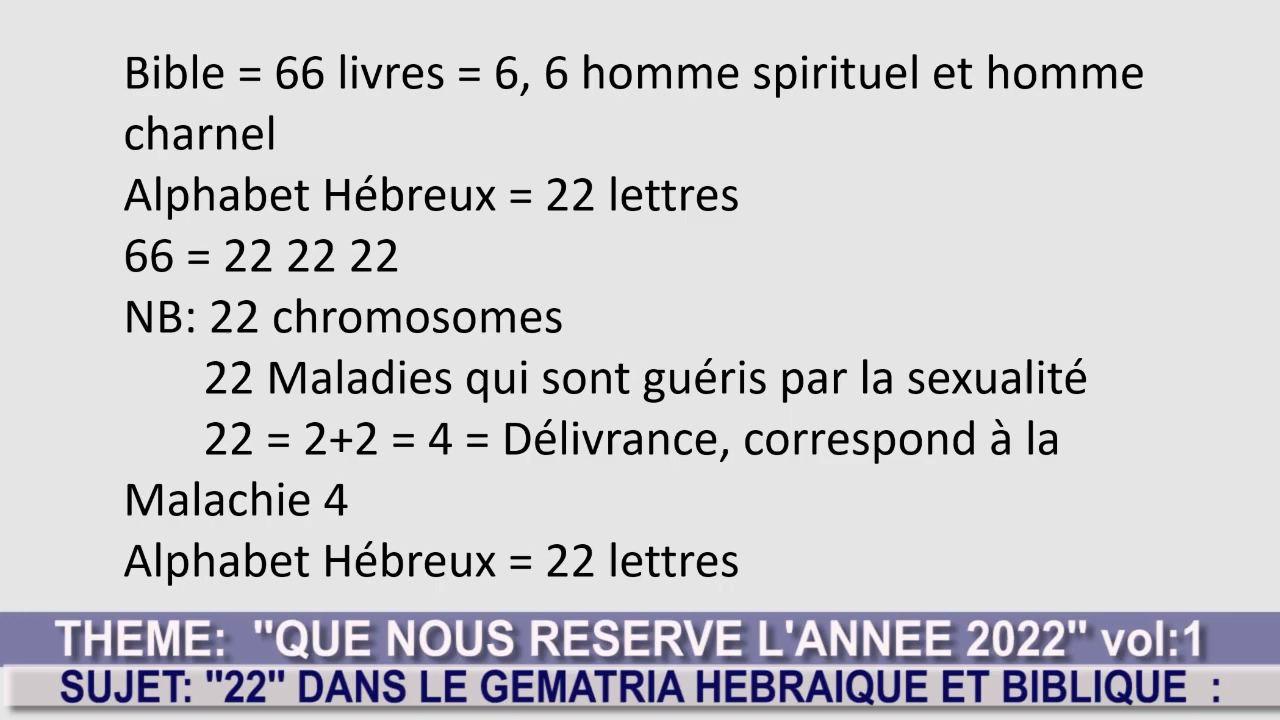 Bible = 66 livres = 6, 6 homme spirituel et homme
charnel
Alphabet Hébreux = 22 lettres
66 = 22 22 22
NB: 22 chromosomes
22 Maladies qui sont guéris par la sexualité
22 = 2+2 = 4 = Délivrance, correspond à la
Malachie 4
Alphabet Hébreux = 22 lettres
THEME: "QUE NOUS RESERVE L'ANNEE 2022" vol:1
SUJET: "22" DANS LE GEMATRIA HEBRAIQUE ET BIBLIQUE :